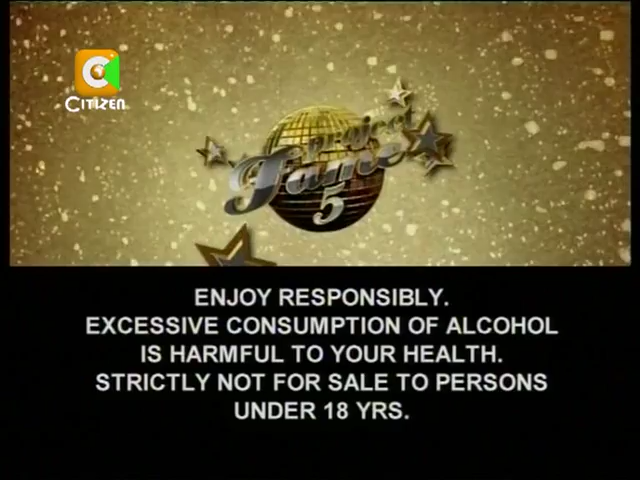 CITIZEN
project
Fame
5
ENJOY RESPONSIBLY.
EXCESSIVE CONSUMPTION OF ALCOHOL
IS HARMFUL TO YOUR HEALTH.
STRICTLY NOT FOR SALE TO PERSONS
UNDER 18 YRS.